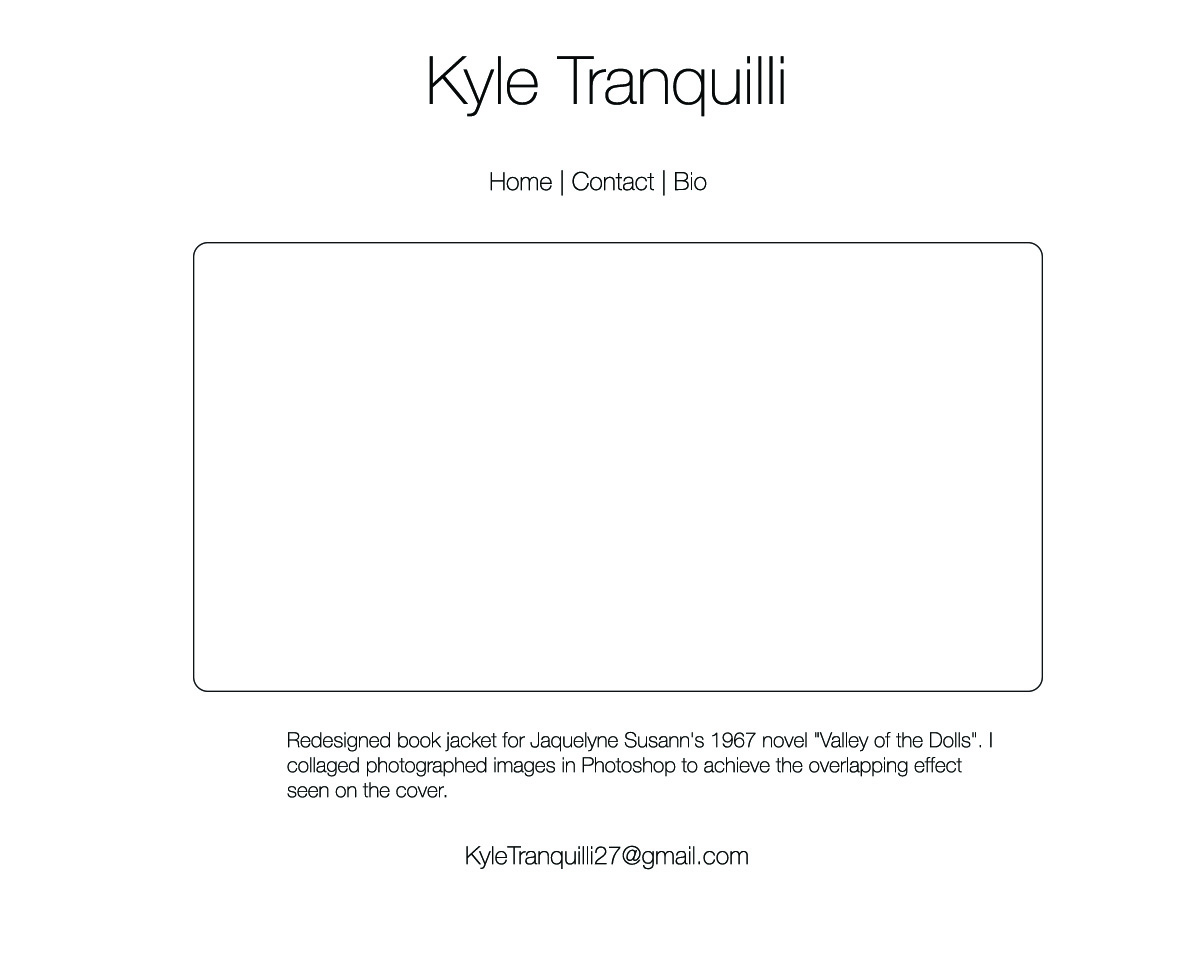 Kyle Tranquilli
Home | Contact | Bio
Redesigned book jacket for Jaquelyne Susann's 1967 novel "Valley of the Dolls". I
collaged photographed images in Photoshop to achieve the overlapping effect
seen on the cover.
KyleTranquilli27@gmail.com